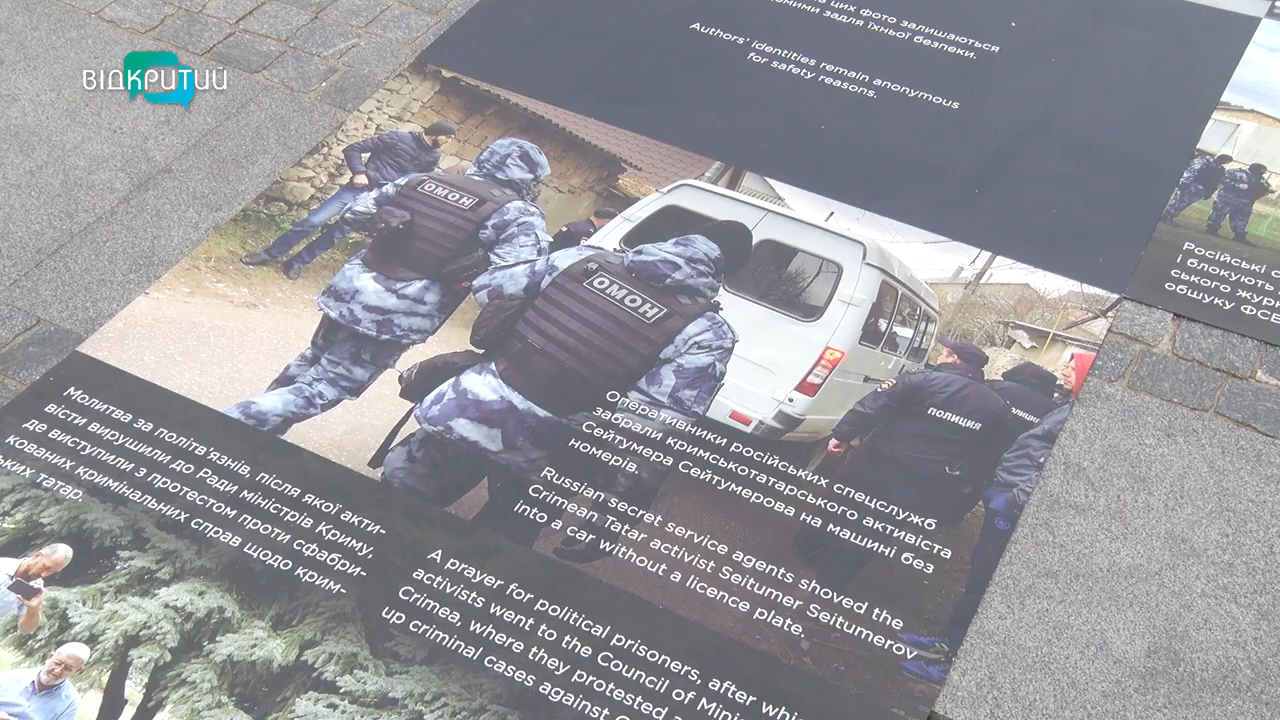 ВІДКРИТИЙ
на цих фото залишаються
задля їхньої безпеки.
Authors' identities remain anonymous
for safety reasons.
ОМОН
ОМОН
ПОЛИЦИЯ
полиция
Російські
і блокують
ського
обшуку ФСБ
Оперативники російських спецслужб
забрали кримськотатарського активіста
Сейтумера Сейтумерова на машині без
номерів.
Russian secret service agents shoved the
Crimean Tatar activist Seitumer Seitumerov
into a car without a licence plate.
Молитва за політв'язнів, після якої акти-
вісти вирушили до Ради міністрів Криму,
де виступили з протестом проти сфабри-
кованих кримінальних справ щодо крим-
ських татар.
A prayer for political prisoners, after
activists went to the Council of
Crimea, where they protested
up criminal cases against